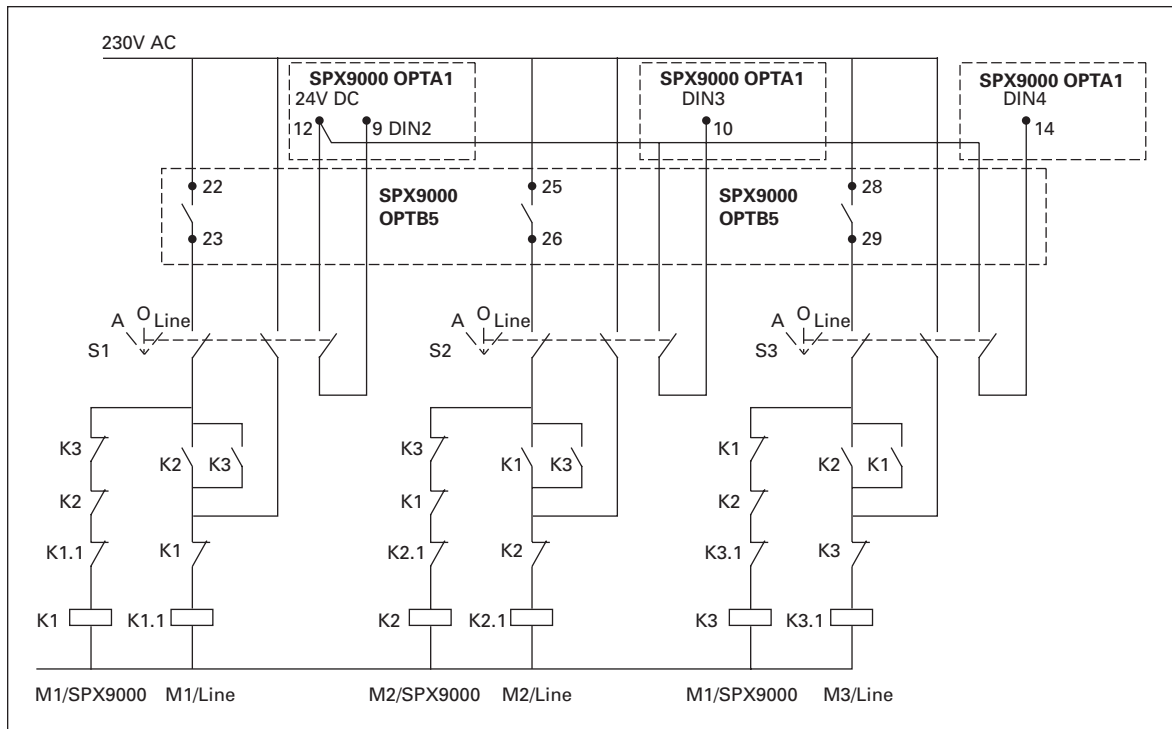 230V AC
SPX9000 OPTA1
24V DC
12
9 DIN2
SPX9000 OPTA1
DIN3
10
SPX9000 OPTA1
DIN4
14
22
23
SPX9000
OPTB5
25
26
SPX9000
OPTB5
28
29
A O Line
S1
A O Line
S2
A O Line
S3
K3
K2
K3
K2
K1.1
K1
K1
K1.1
K3
K1
K3
K1
K2.1
K2
K2
K2.1
K1
K2
K1
K2
K3.1
K3
K3
K3.1
M1/SPX9000
M1/Line
M2/SPX9000
M2/Line
M1/SPX9000
M3/Line